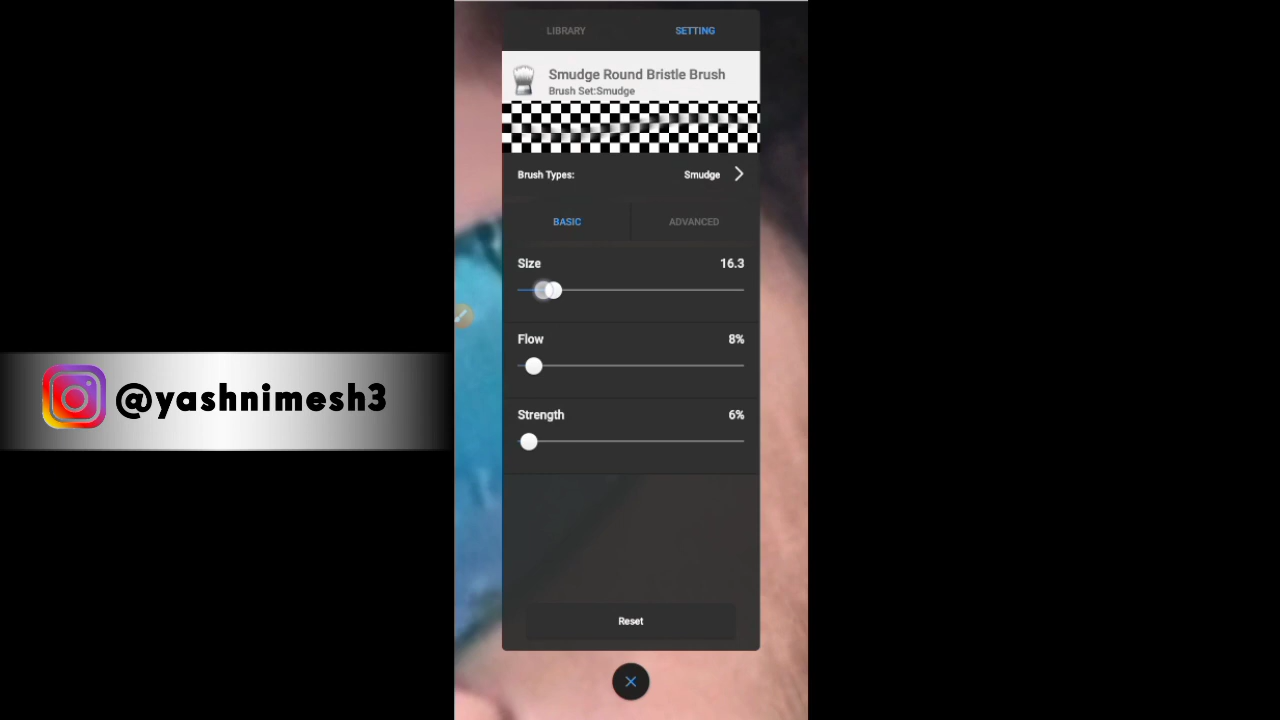 LIBRARY SETTING
Smudge Round Bristle Brush
Brush Set:Smudge
Brush Types: Smudge
BASIC ADVANCED
Size 16.3
Flow 8%
@yashnimesh3
Strength 6%
Reset